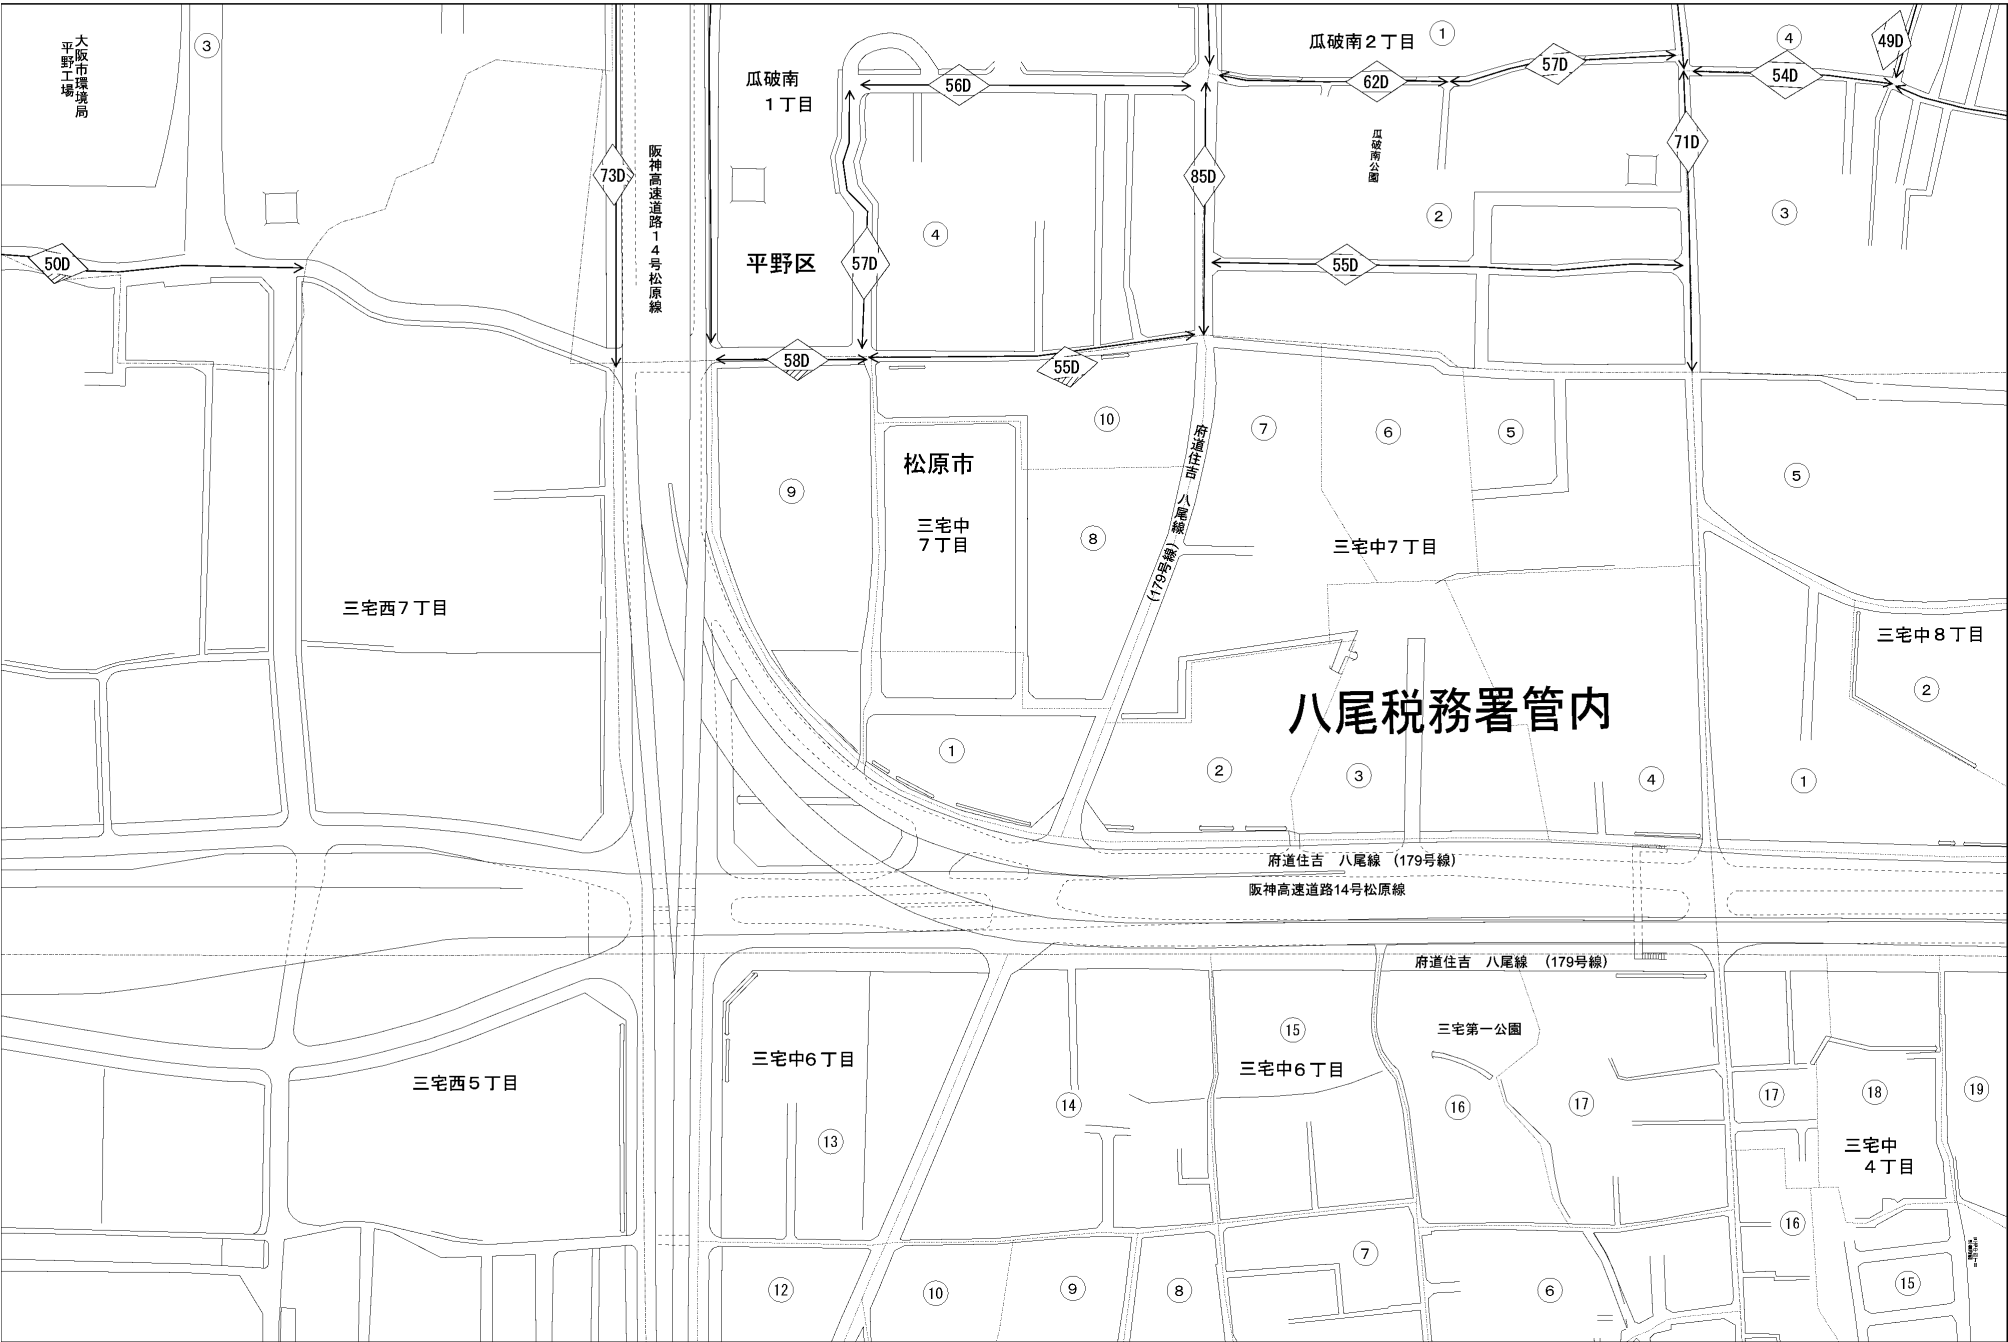 大阪市環境局
平野工場
③
瓜破南
１丁目
瓜破南２丁目
①
④
49D
56D
62D
57D
54D
阪神高速道路１４号松原線
73D
85D
71D
瓜破南公園
④
②
③
50D
平野区
57D
55D
58D
55D
⑩
⑦
⑥
⑤
⑤
府道住吉　八尾線
(179号線)
松原市
⑨
三宅中
７丁目
⑧
三宅中７丁目
三宅西７丁目
三宅中８丁目
②
八尾税務署管内
①
②
③
④
①
府道住吉　八尾線　(179号線)
阪神高速道路14号松原線
府道住吉　八尾線　(179号線)
三宅第一公園
三宅中６丁目
⑮
三宅中６丁目
三宅西５丁目
⑭
⑯
⑰
⑰
⑱
⑲
⑬
三宅中
４丁目
⑯
⑦
⑫
⑩
⑨
⑧
⑥
⑮